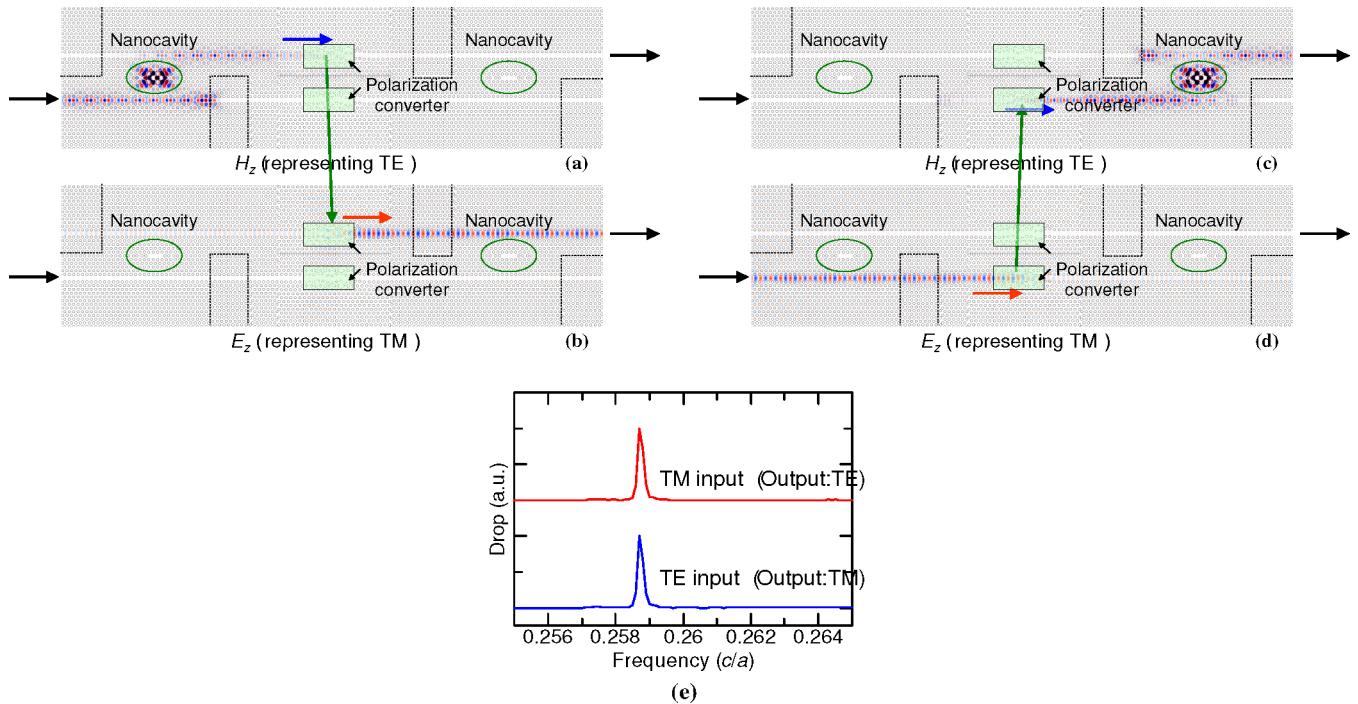 Nanocavity
Nanocavity
Polarization
converter
Hz (representing TE)
(a)
Nanocavity
Nanocavity
Polarization
converter
Ez (representing TM)
(b)
Nanocavity
Nanocavity
Polarization
converter
Hz (representing TE)
(c)
Nanocavity
Nanocavity
Polarization
converter
Ez (representing TM)
(d)
Drop (a.u.)
TM input (Output:TE)
TE input (Output:TM)
0.256 0.258 0.26 0.262 0.264
Frequency (c/a)
(e)